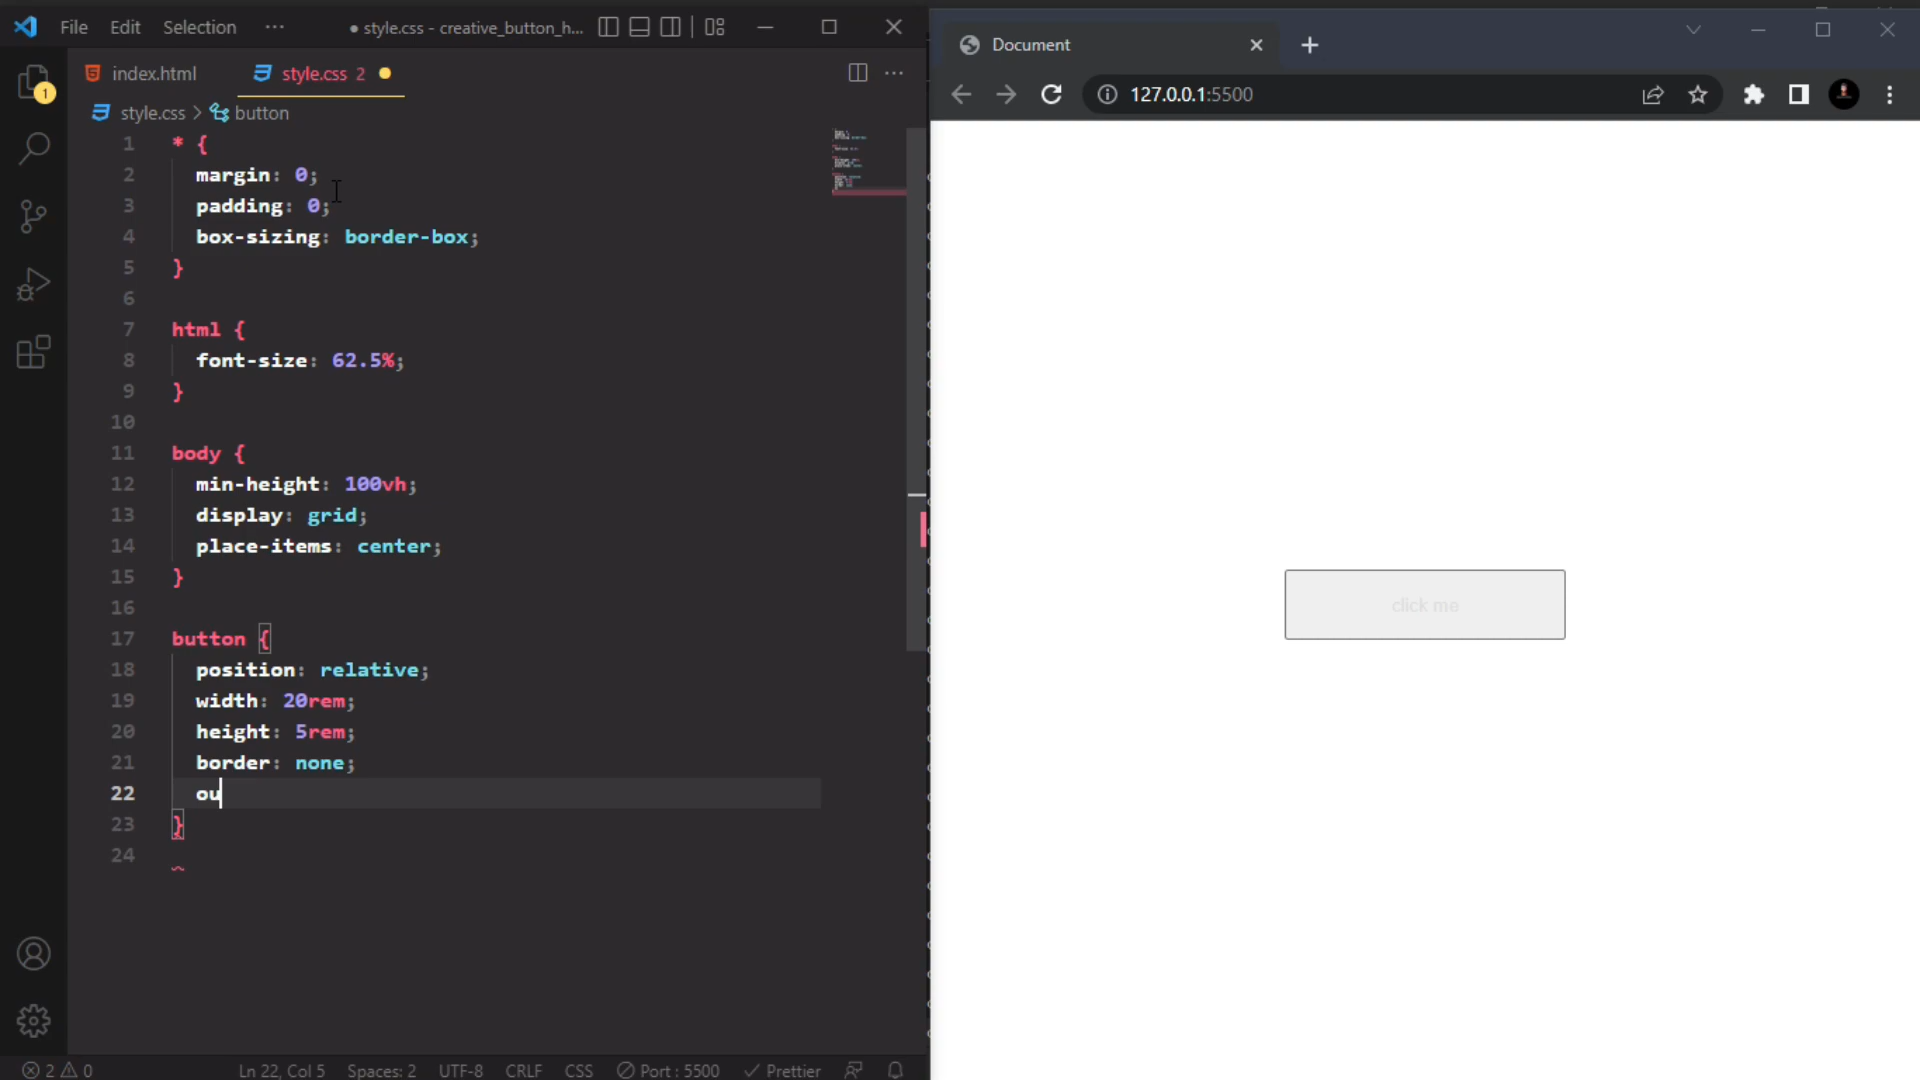 File Edit Selection ··· ● style.css - creative_button_h...
index.html style.css 2
style.css > button
1 * {
2 margin: 0;
3 padding: 0;
4 box-sizing: border-box;
5 }
6
7 html {
8 font-size: 62.5%;
9 }
10
11 body {
12 min-height: 100vh;
13 display: grid;
14 place-items: center;
15 }
16
17 button {
18 position: relative;
19 width: 20rem;
20 height: 5rem;
21 border: none;
22 ou
23 }
24
1
2 0 Ln 22, Col 5 Spaces: 2 UTF-8 CRLF CSS Port : 5500 Prettier
Document
127.0.0.1:5500
click me